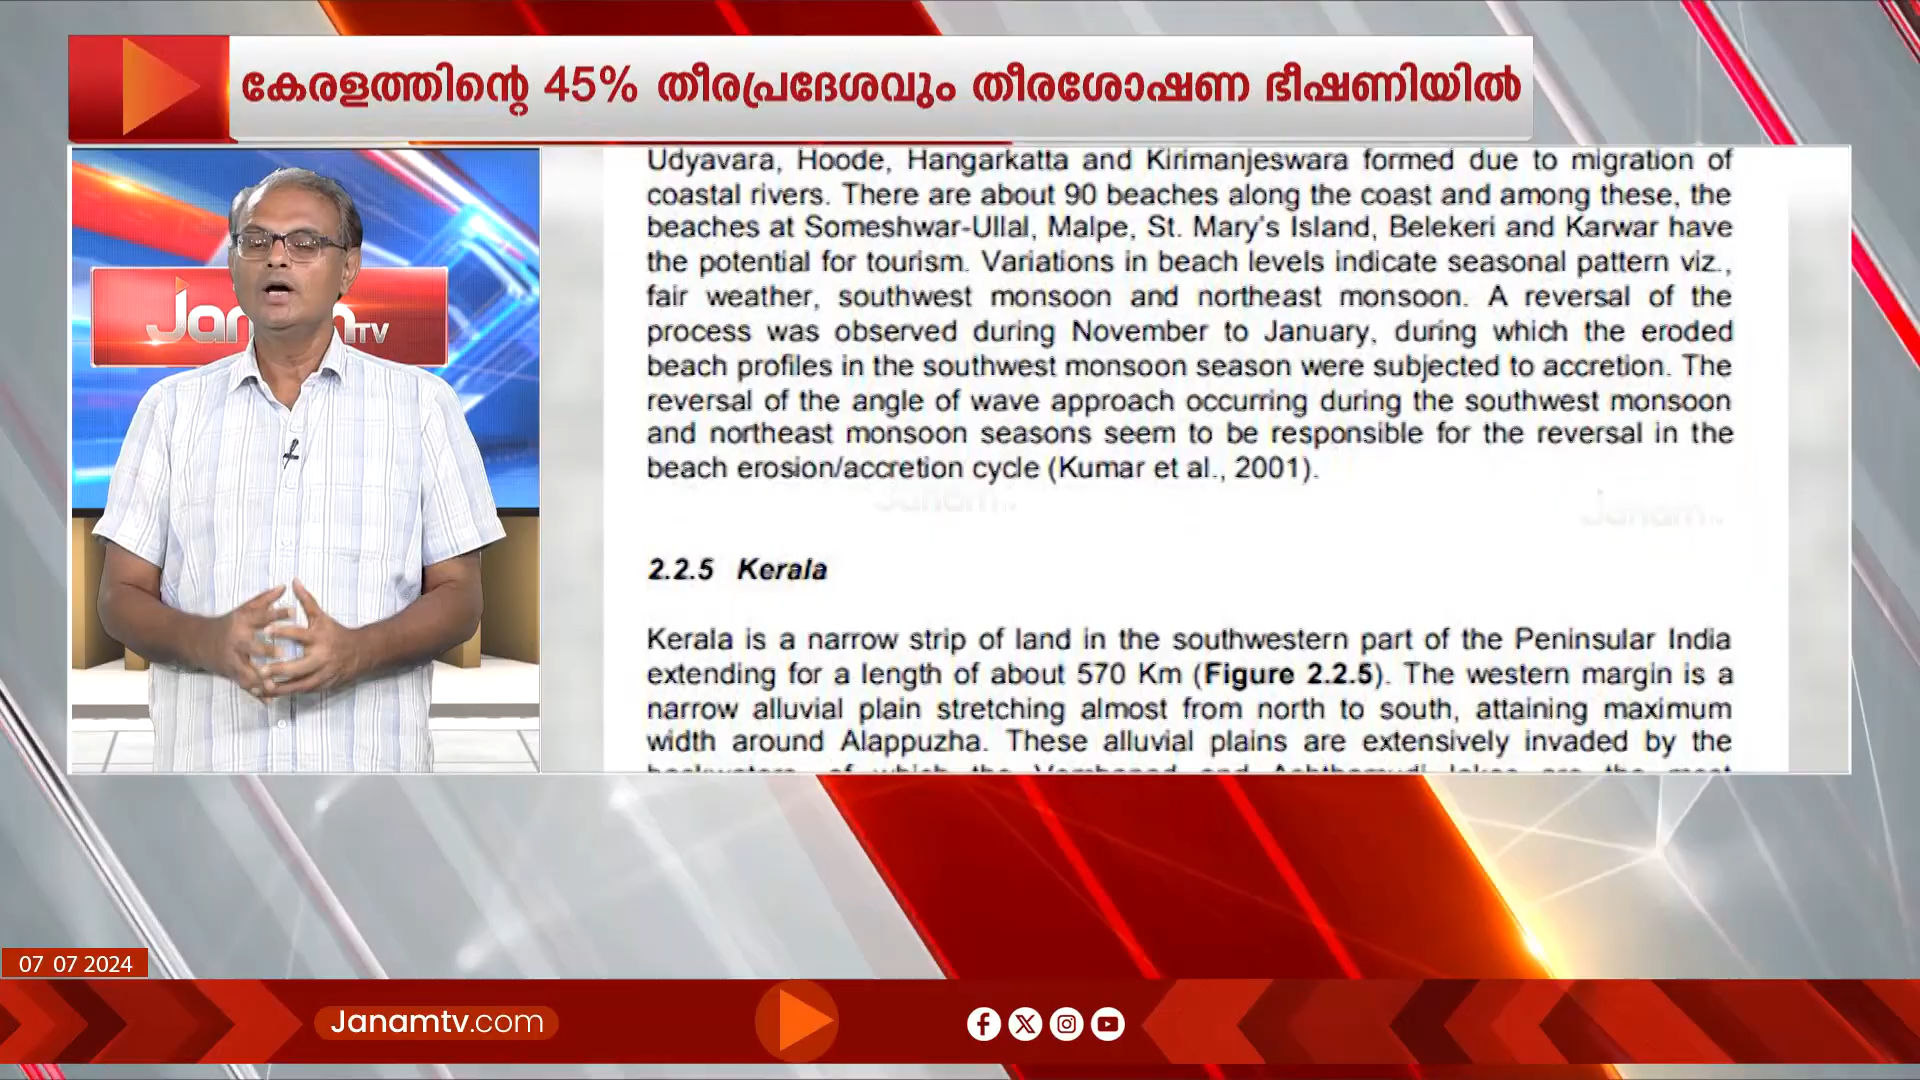 കേരളത്തിന്റെ 45% തീരപ്രദേശവും തീരശോഷണ ഭീഷണിയിൽ
Udyavara, Hoode, Hangarkatta and Kirimanjeswara formed due to migration of
coastal rivers. There are about 90 beaches along the coast and among these, the
beaches at Someshwar-Ullal, Malpe, St. Mary's Island, Belekeri and Karwar have
the potential for tourism. Variations in beach levels indicate seasonal pattern viz.,
fair weather, southwest monsoon and northeast monsoon. A reversal of the
process was observed during November to January, during which the eroded
beach profiles in the southwest monsoon season were subjected to accretion. The
reversal of the angle of wave approach occurring during the southwest monsoon
and northeast monsoon seasons seem to be responsible for the reversal in the
beach erosion/accretion cycle (Kumar et al., 2001).
Janam TV
Janam TV
2.2.5 Kerala
Kerala is a narrow strip of land in the southwestern part of the Peninsular India
extending for a length of about 570 Km (Figure 2.2.5). The western margin is a
narrow alluvial plain stretching almost from north to south, attaining maximum
width around Alappuzha. These alluvial plains are extensively invaded by the
07 07 2024
Janamtv.com